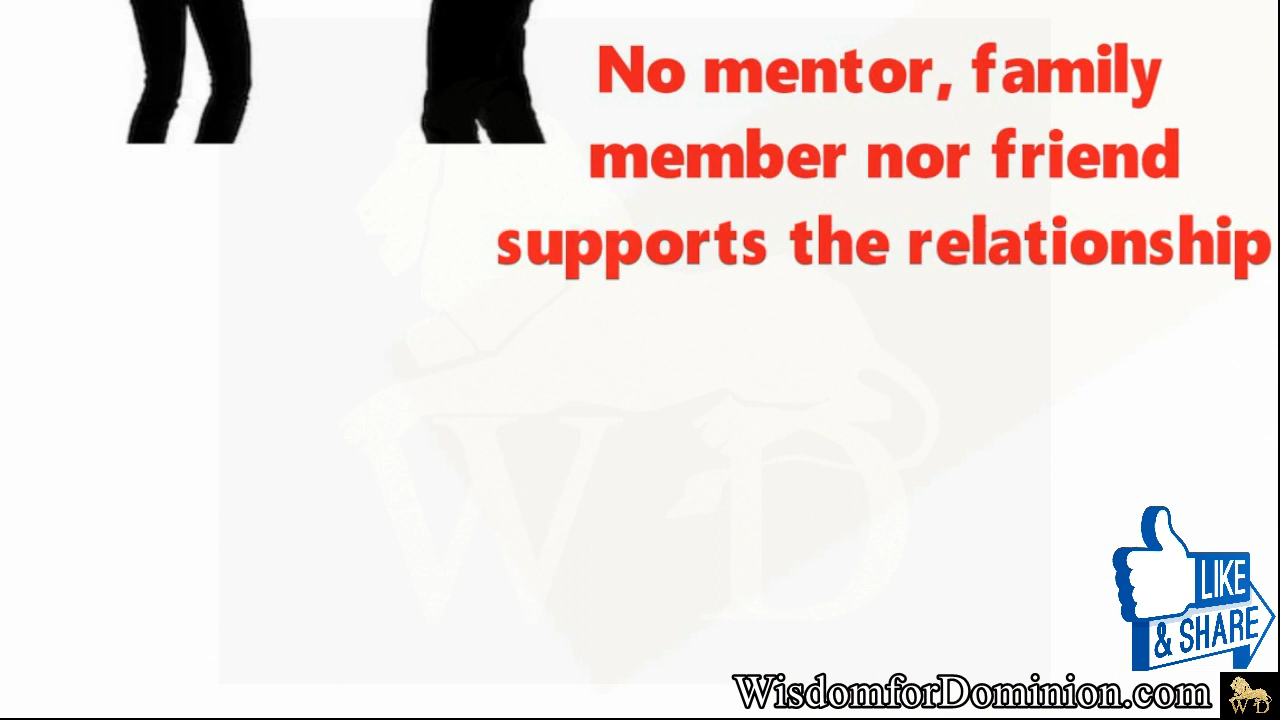 No mentor, family
member nor friend
supports the relationship
W D
LIKE
& SHARE
WisdomforDominion.com
W D